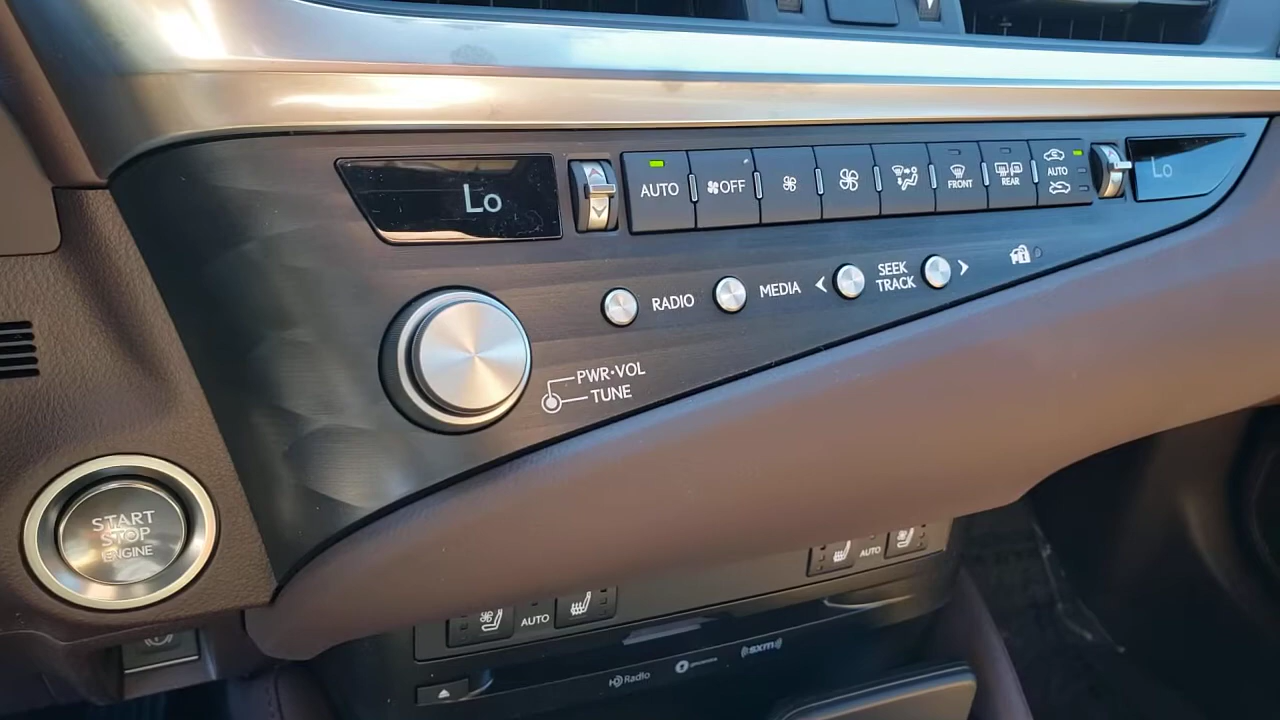 Lo
AUTO
OFF
FRONT
REAR
AUTO
Lo
RADIO
MEDIA
SEEK
TRACK
PWR·VOL
TUNE
START
STOP
ENGINE
AUTO
AUTO
HD Radio
((sxm))